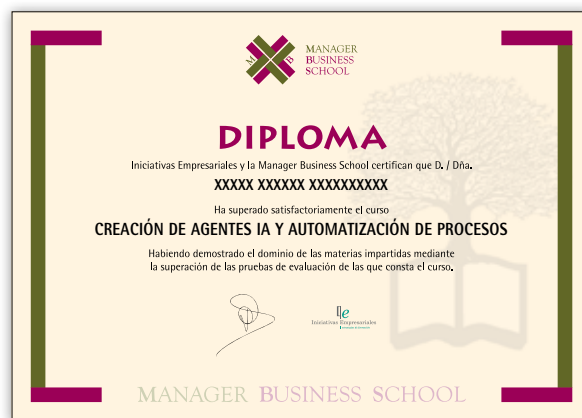 M B
MANAGER
BUSINESS
SCHOOL
DIPLOMA
Iniciativas Empresariales y la Manager Business School certifican que D. / Dña.
XXXXX XXXXXX XXXXXXXXXX
Ha superado satisfactoriamente el curso
CREACIÓN DE AGENTES IA Y AUTOMATIZACIÓN DE PROCESOS
Habiendo demostrado el dominio de las materias impartidas mediante
la superación de las pruebas de evaluación de las que consta el curso.
Iniciativas Empresariales
MANAGER BUSINESS SCHOOL